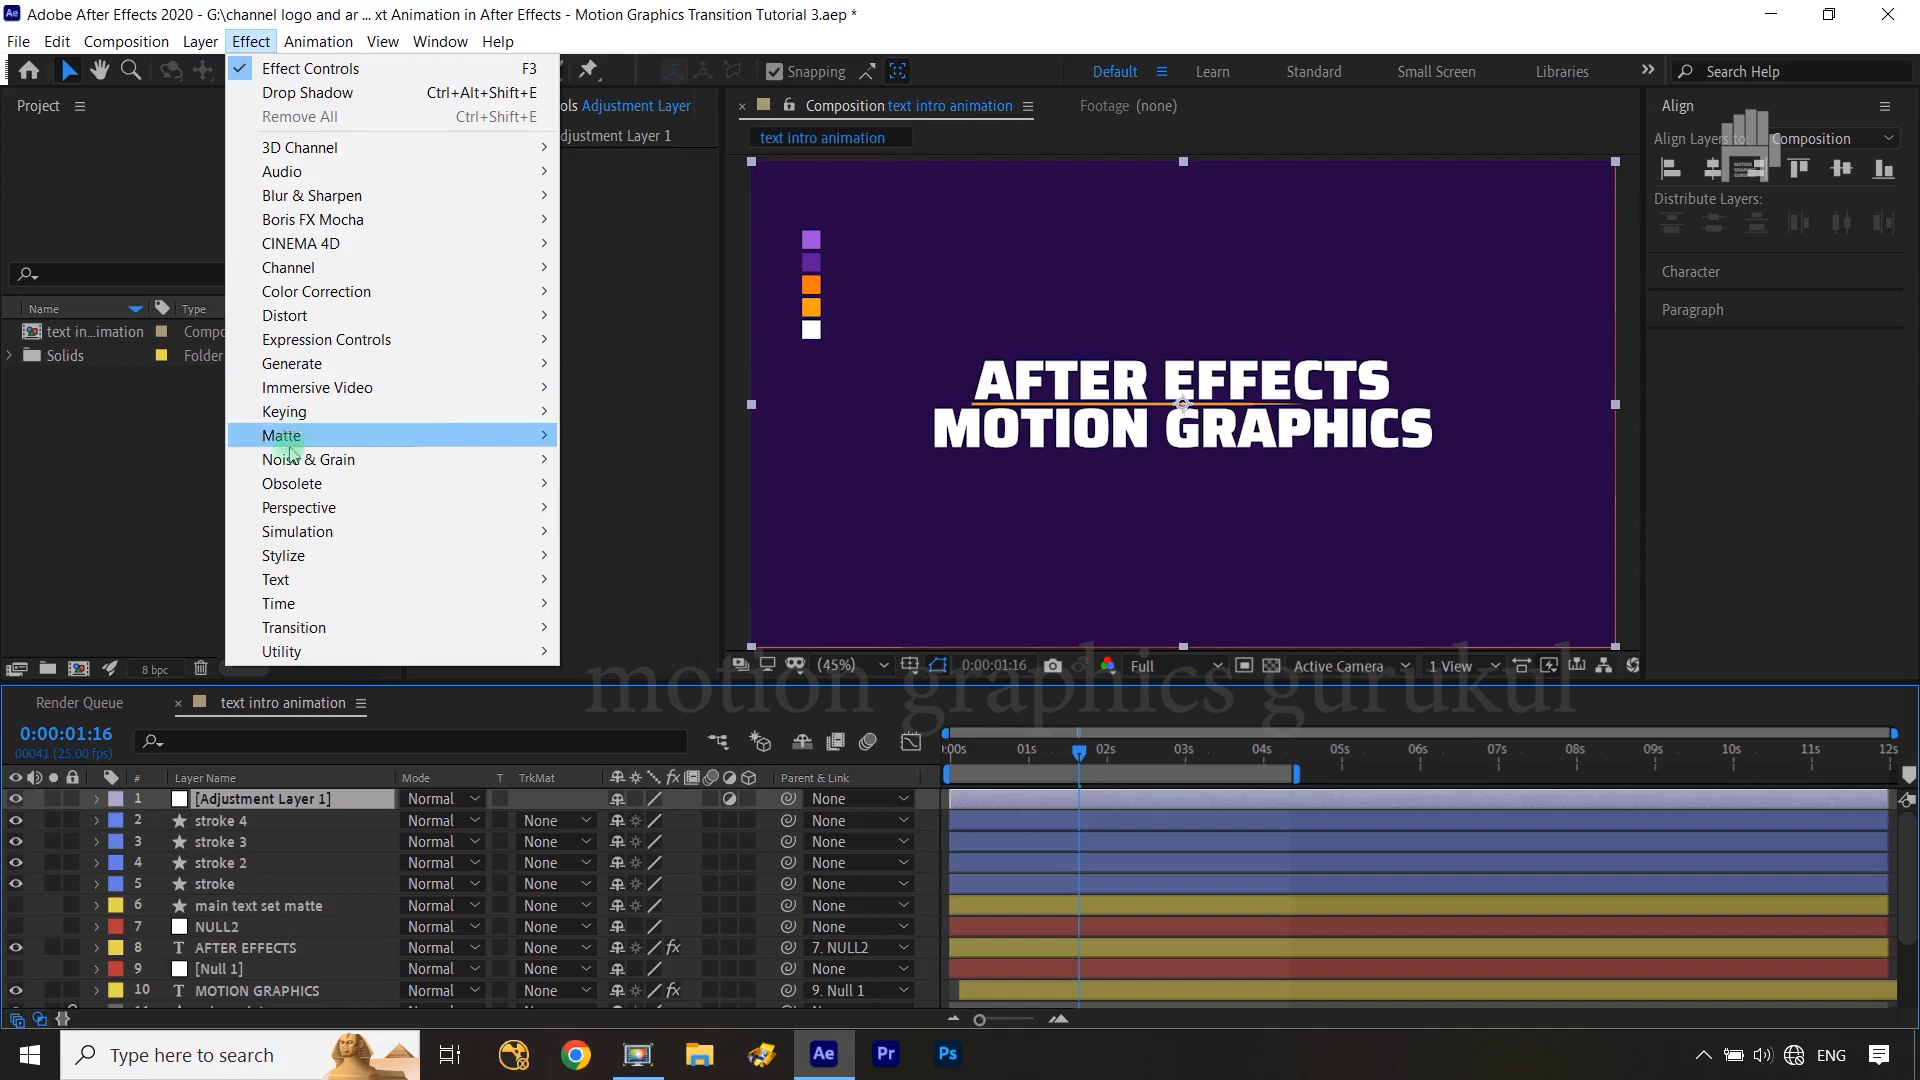 Adobe After Effects 2020 - G:\channel logo and ar ... xt Animation in After Effects - Motion Graphics Transition Tutorial 3.aep *
File Edit Composition Layer Effect Animation View Window Help
Snapping Default Learn Standard Small Screen Libraries Search Help
Effect Controls F3
Drop Shadow Ctrl+Alt+Shift+E
Remove All Ctrl+Shift+E
3D Channel
Audio
Blur & Sharpen
Boris FX Mocha
CINEMA 4D
Channel
Color Correction
Distort
Expression Controls
Generate
Immersive Video
Keying
Matte
Noise & Grain
Obsolete
Perspective
Simulation
Stylize
Text
Time
Transition
Utility
Project
Name Type
text in...imation Compo
Solids Folder
8 bpc
ols Adjustment Layer
djustment Layer 1
Composition text intro animation Footage (none)
text intro animation
AFTER EFFECTS
MOTION GRAPHICS
(45%) 0:00:01:16 Full Active Camera 1 View
Align
Align Layers to: Composition
Distribute Layers:
Character
Paragraph
motion graphics gurukul
Render Queue text intro animation
0:00:01:16
00041 (25.00 fps)
:00s 01s 02s 03s 04s 05s 06s 07s 08s 09s 10s 11s 12s
# Layer Name Mode T TrkMat Parent & Link
1 [Adjustment Layer 1] Normal None
2 stroke 4 Normal None None
3 stroke 3 Normal None None
4 stroke 2 Normal None None
5 stroke Normal None None
6 main text set matte Normal None None
7 NULL2 Normal None None
8 T AFTER EFFECTS Normal None 7. NULL2
9 [Null 1] Normal None None
10 T MOTION GRAPHICS Normal None 9. Null 1
Type here to search Ae Pr Ps ENG